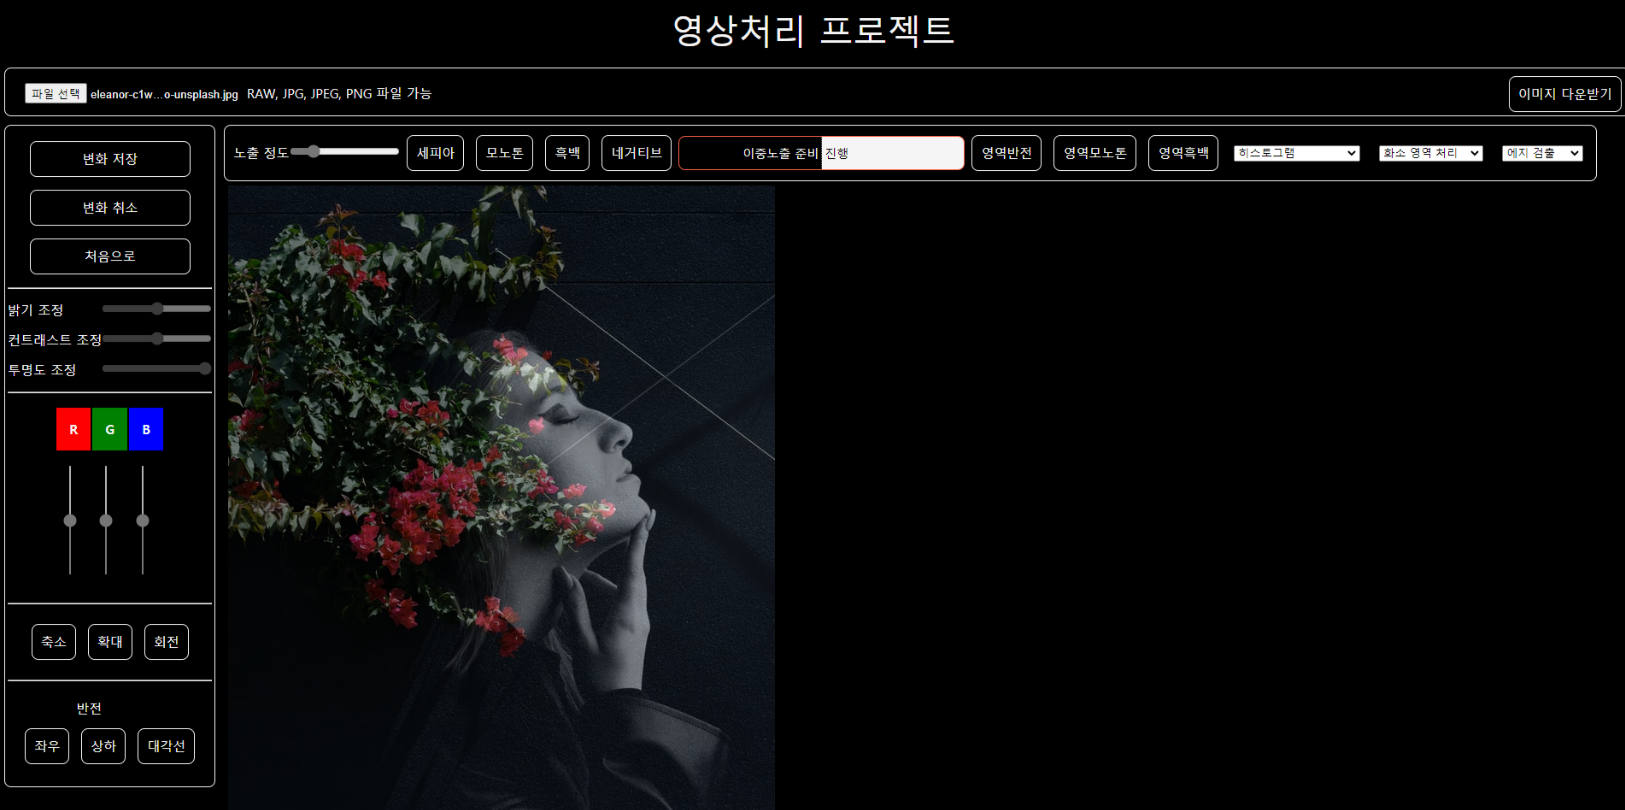 영상처리 프로젝트
파일 선택 eleanor-c1w...o-unsplash.jpg RAW, JPG, JPEG, PNG 파일 가능
이미지 다운받기
변화 저장
변화 취소
처음으로
밝기 조정
컨트래스트 조정
투명도 조정
R G B
축소 확대 회전
반전
좌우 상하 대각선
노출 정도 세피아 모노톤 흑백 네거티브 이중노출 준비 진행 영역반전 영역모노톤 영역흑백 히스토그램 화소 영역 처리 에지 검출